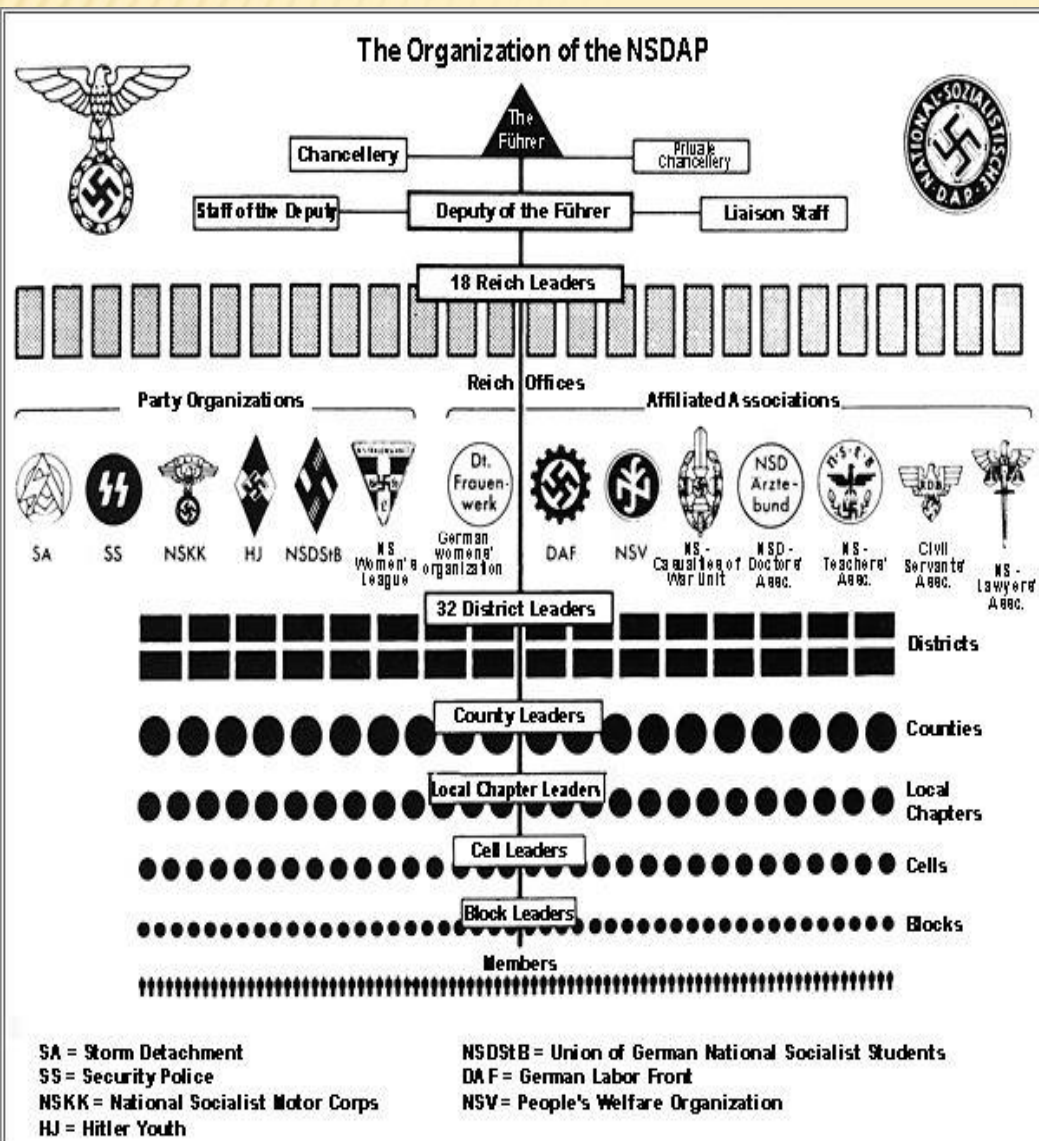 The Organization of the NSDAP
The
Führer
Chancellery
Private
Chancellery
NATIONAL-SOZIALISTISCHE
D.A.P.
Staff of the Deputy
Deputy of the Führer
Liaison Staff
18 Reich Leaders
Reich Offices
Party Organizations
Affiliated Associations
SA
SS
NSKK
HJ
NSDStB
NS
Women's
League
Dt.
Frauen-
werk
German
womens'
organization
DAF
NSV
NS -
Casualties of
War Unit
NSD
Ärzte-
bund
NSD -
Doctors'
Assc.
NS -
Teachers'
Assc.
RDB
Civil
Servants'
Assc.
NS -
Lawyers'
Assc.
32 District Leaders
Districts
County Leaders
Counties
Local Chapter Leaders
Local
Chapters
Cell Leaders
Cells
Block Leaders
Blocks
Members
SA = Storm Detachment
SS = Security Police
NSKK = National Socialist Motor Corps
HJ = Hitler Youth
NSDStB = Union of German National Socialist Students
DAF = German Labor Front
NSV = People's Welfare Organization